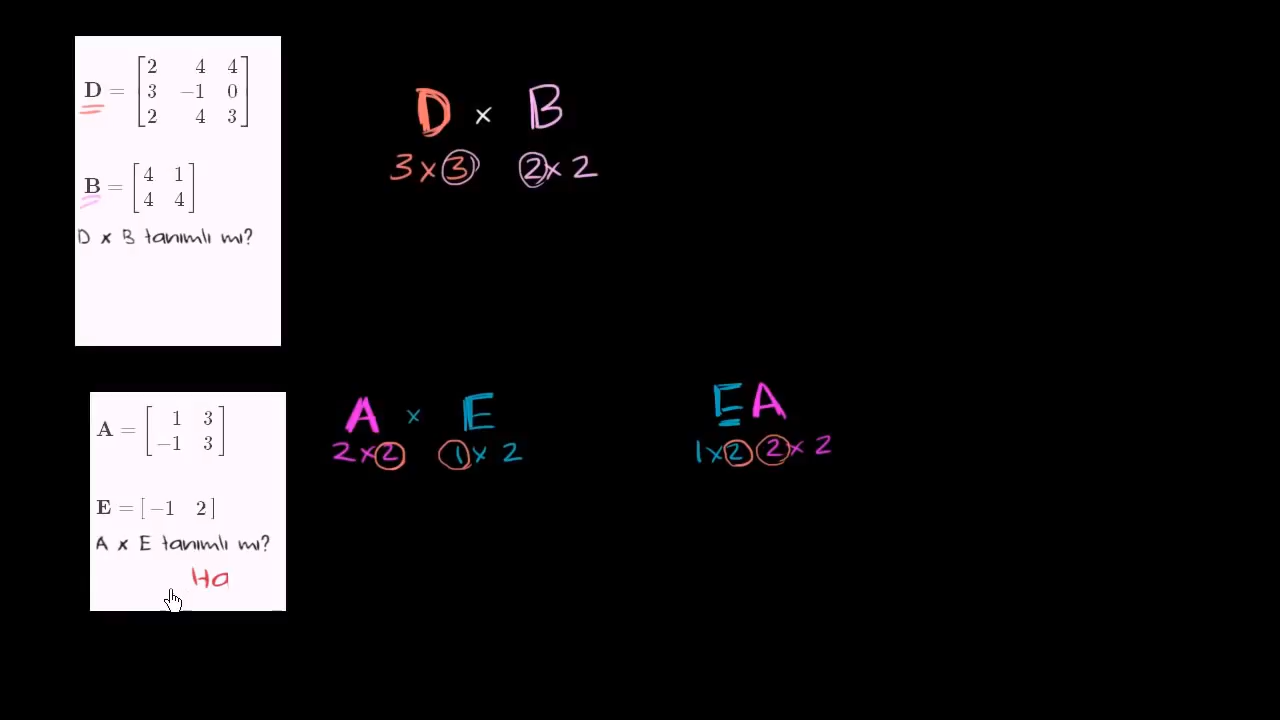 D = [2 4 4
3 −1 0
2 4 3]
B = [4 1
4 4]
D x B tanımlı mı?
D x B
3 x 3 2 x 2
A = [1 3
−1 3]
E = [−1 2]
A x E tanımlı mı?
Ha
A x E
2 x 2 1 x 2
E A
1 x 2 2 x 2